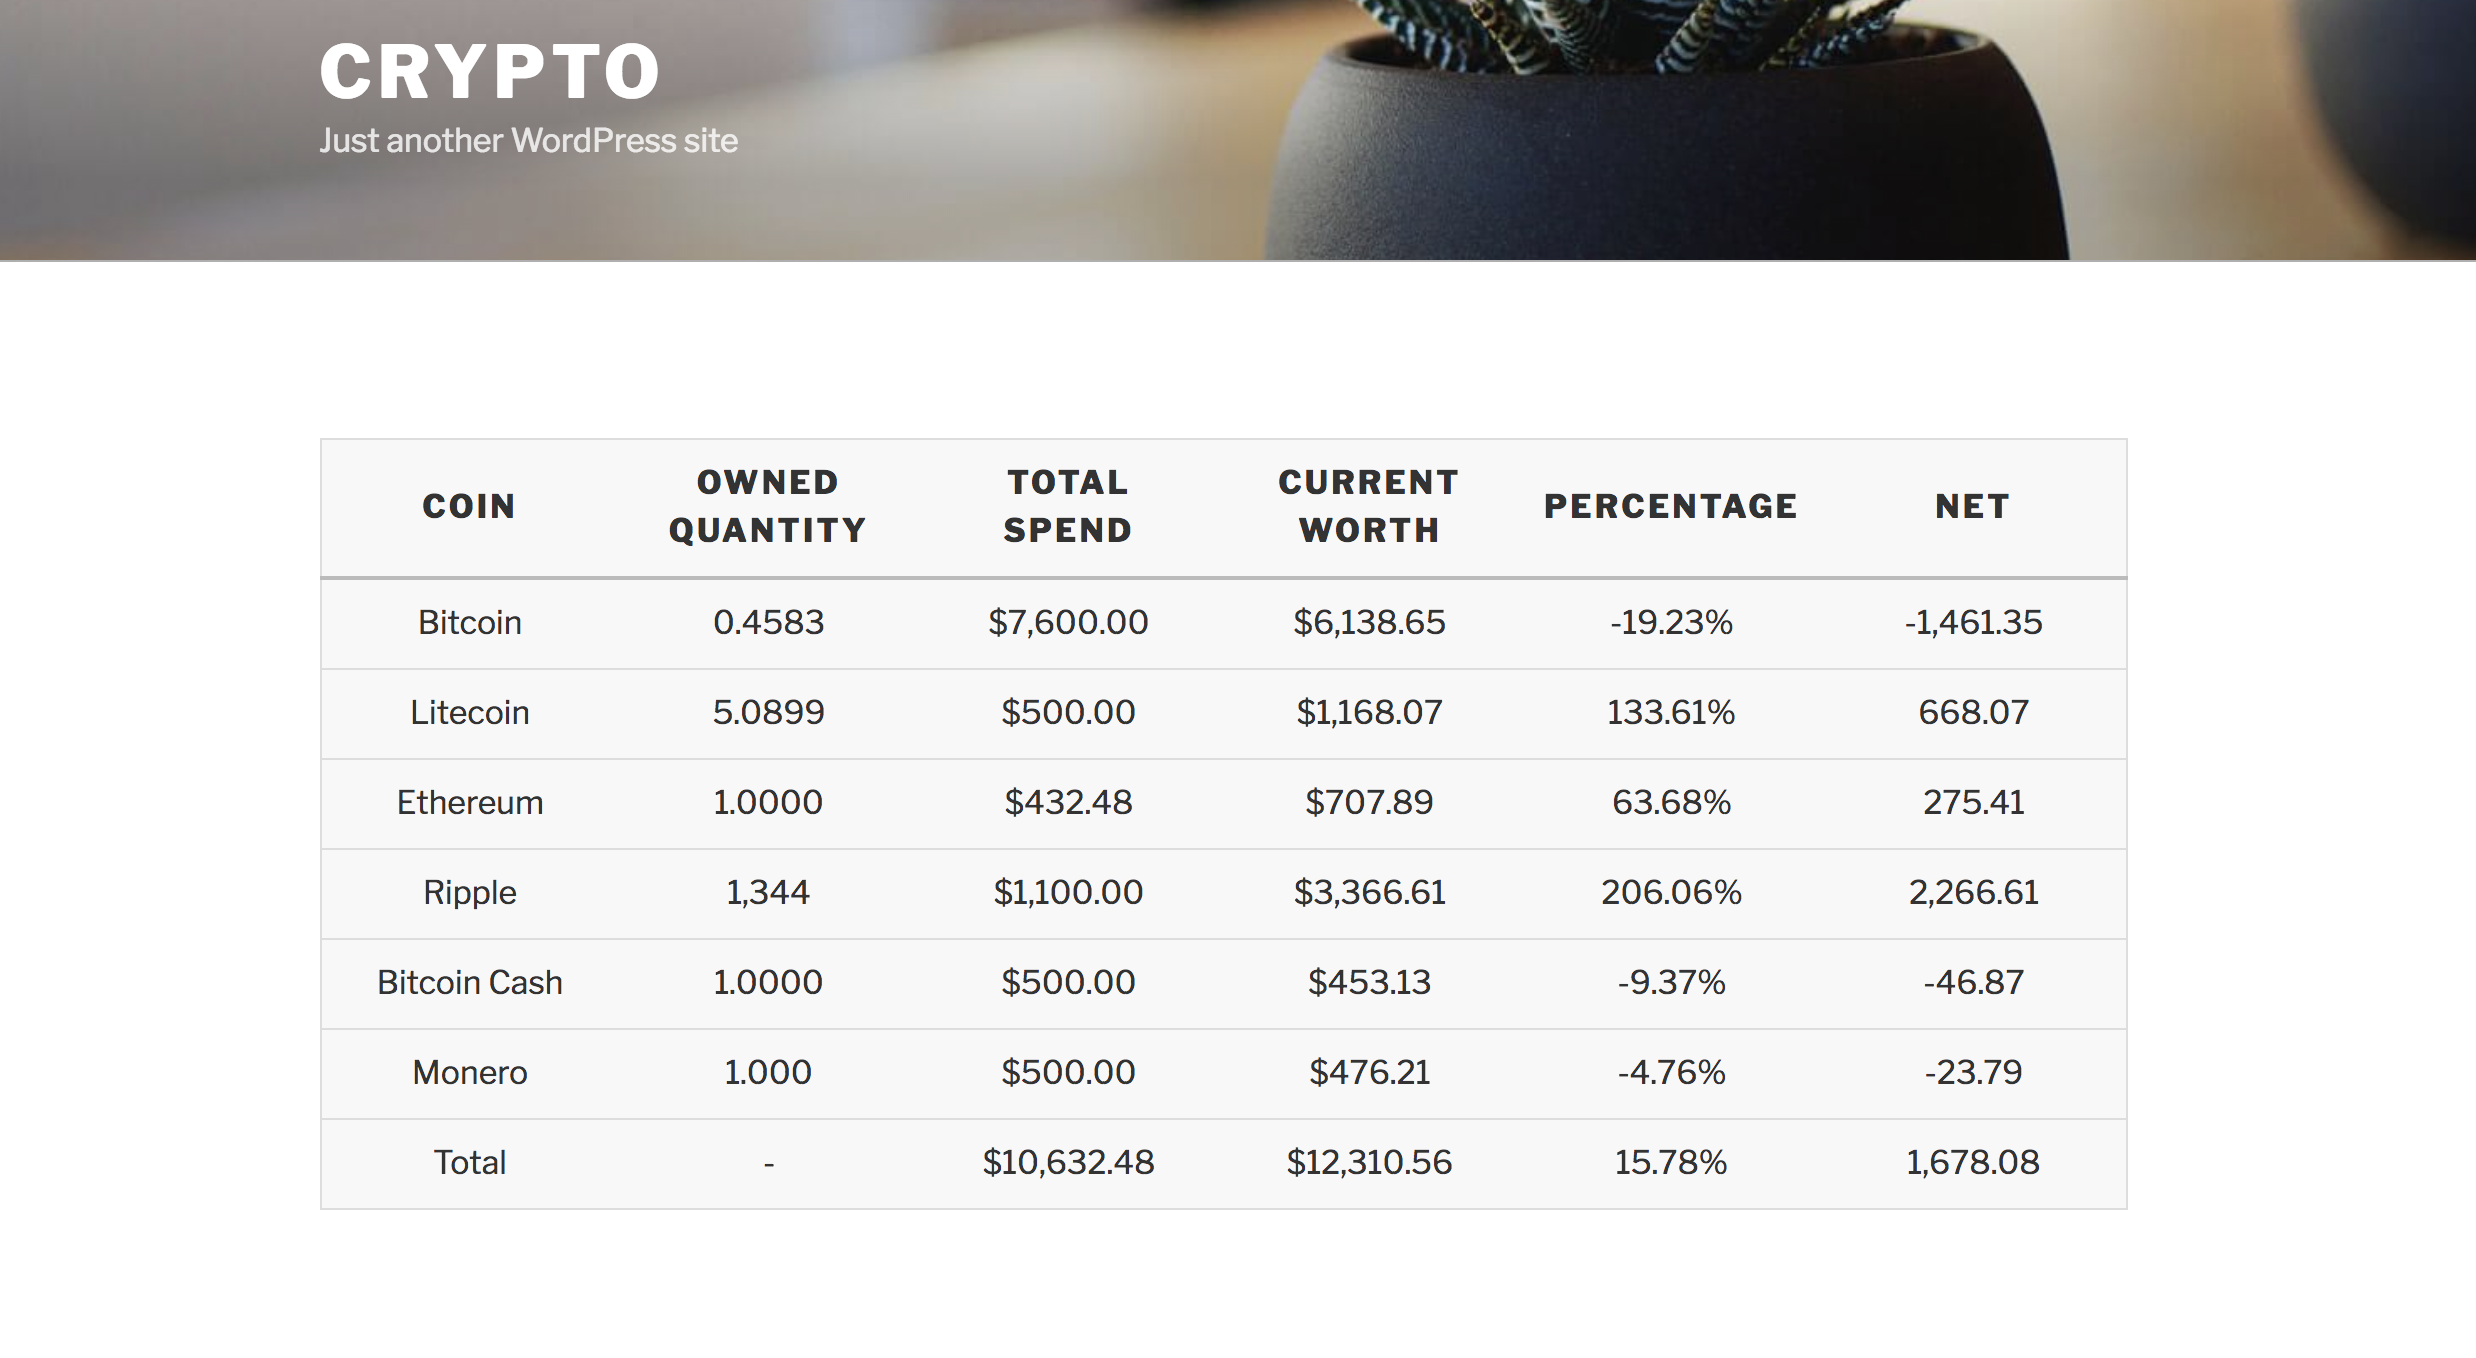 CRYPTO
Just another WordPress site
COIN OWNED QUANTITY TOTAL SPEND CURRENT WORTH PERCENTAGE NET
Bitcoin 0.4583 $7,600.00 $6,138.65 -19.23% -1,461.35
Litecoin 5.0899 $500.00 $1,168.07 133.61% 668.07
Ethereum 1.0000 $432.48 $707.89 63.68% 275.41
Ripple 1,344 $1,100.00 $3,366.61 206.06% 2,266.61
Bitcoin Cash 1.0000 $500.00 $453.13 -9.37% -46.87
Monero 1.000 $500.00 $476.21 -4.76% -23.79
Total - $10,632.48 $12,310.56 15.78% 1,678.08